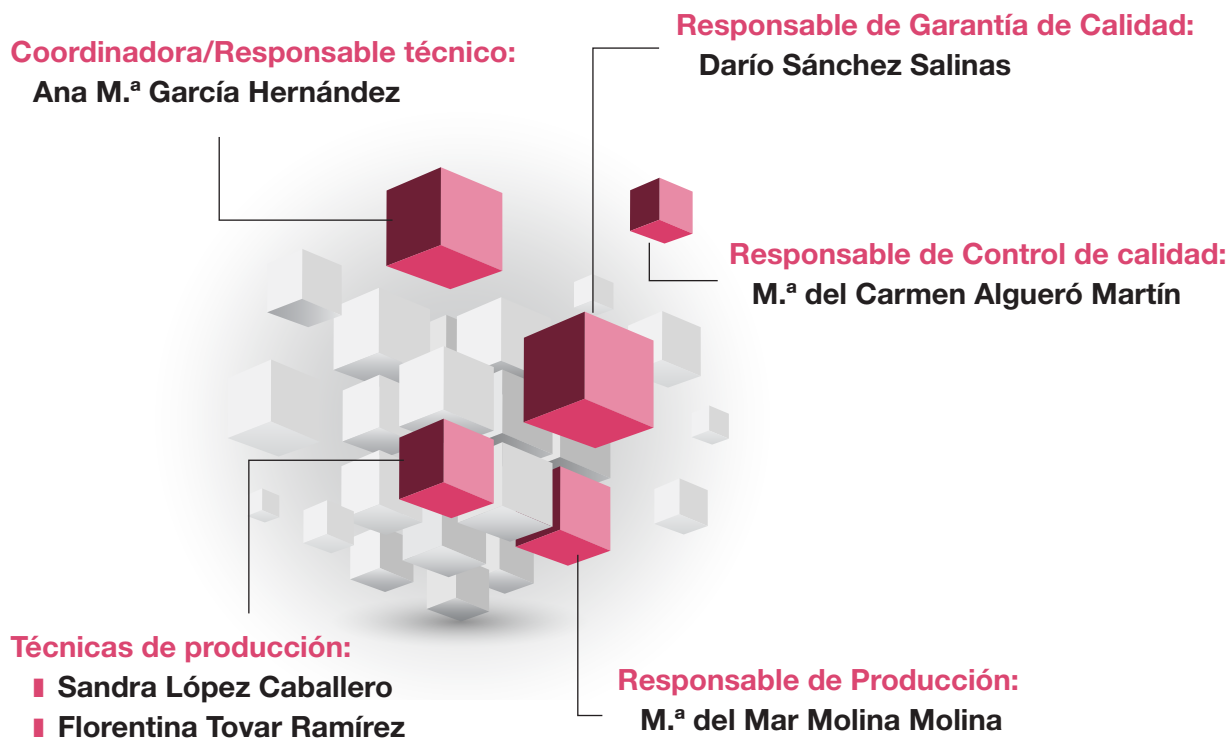 Coordinadora/Responsable técnico:
Ana M.ª García Hernández
Responsable de Garantía de Calidad:
Darío Sánchez Salinas
Responsable de Control de calidad:
M.ª del Carmen Algueró Martín
Técnicas de producción:
Sandra López Caballero
Florentina Tovar Ramírez
Responsable de Producción:
M.ª del Mar Molina Molina